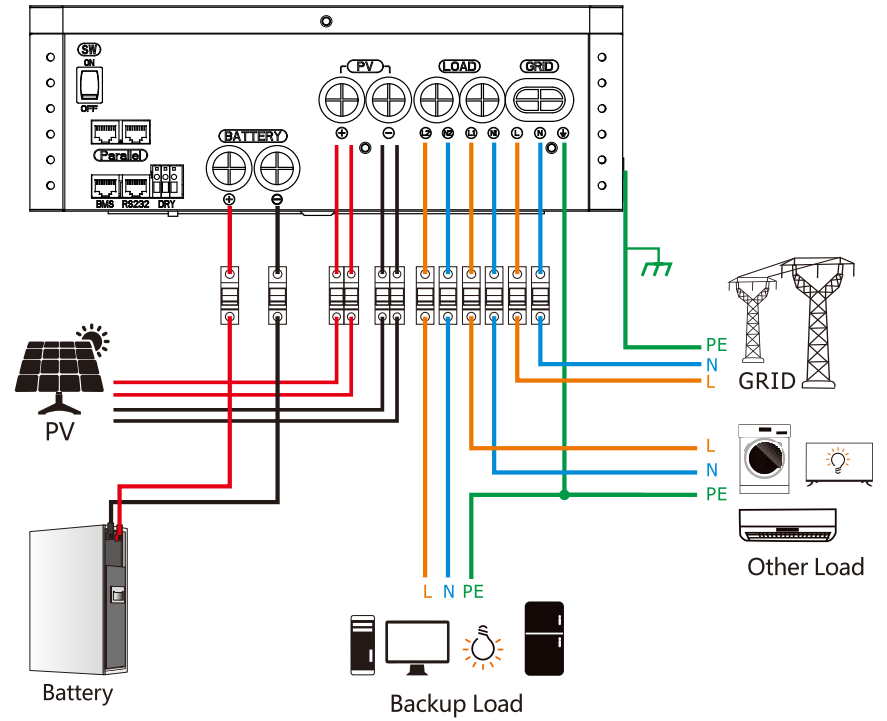 SW
ON
OFF
Parallel
BMS RS232 DRY
BATTERY
+ −
PV
+ −
LOAD
L2 N2 L1 N1
GRID
L N
PE
N
L
GRID
L
N
PE
Other Load
PV
Battery
L N PE
Backup Load